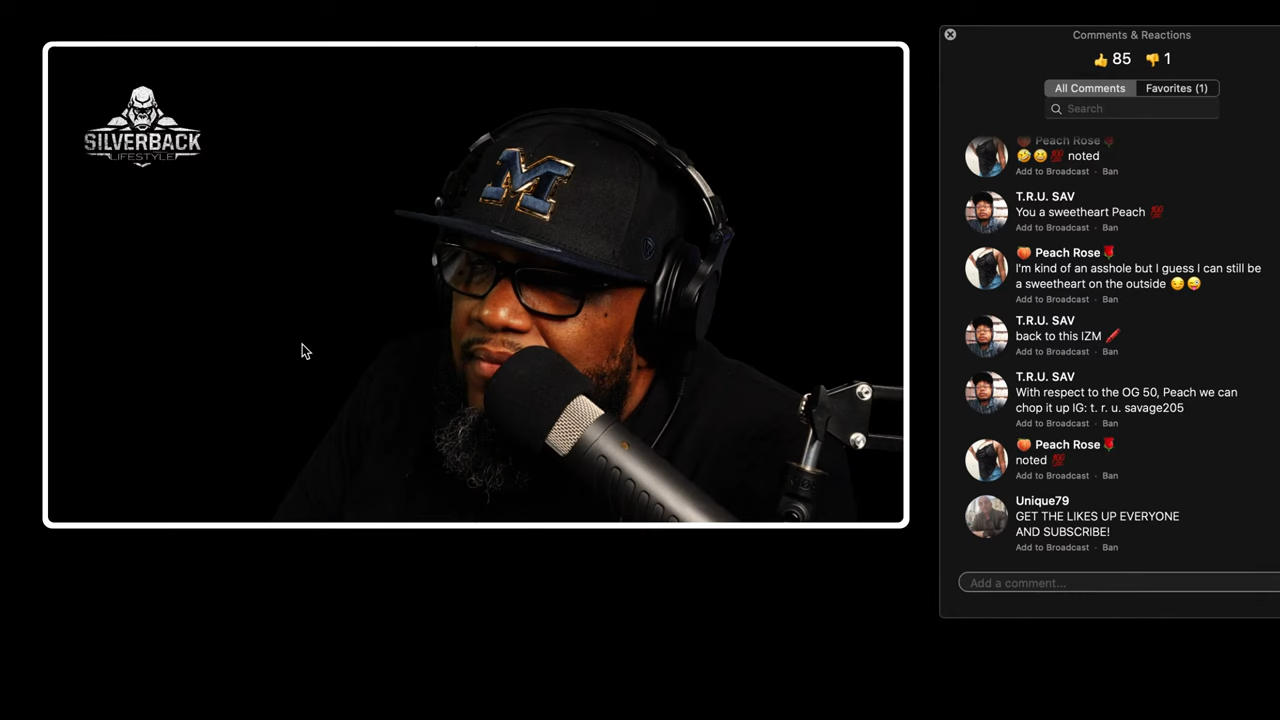 SILVERBACK
LIFESTYLE
M
Comments & Reactions
👍 85 👎 1
All Comments Favorites (1)
Search
🍑 Peach Rose🌹
🤣😆💯 noted
Add to Broadcast · Ban
T.R.U. SAV
You a sweetheart Peach 💯
Add to Broadcast · Ban
🍑 Peach Rose🌹
I'm kind of an asshole but I guess I can still be
a sweetheart on the outside 😏😜
Add to Broadcast · Ban
T.R.U. SAV
back to this IZM 🖍
Add to Broadcast · Ban
T.R.U. SAV
With respect to the OG 50, Peach we can
chop it up IG: t. r. u. savage205
Add to Broadcast · Ban
🍑 Peach Rose🌹
noted 💯
Add to Broadcast · Ban
Unique79
GET THE LIKES UP EVERYONE
AND SUBSCRIBE!
Add to Broadcast · Ban
Add a comment...